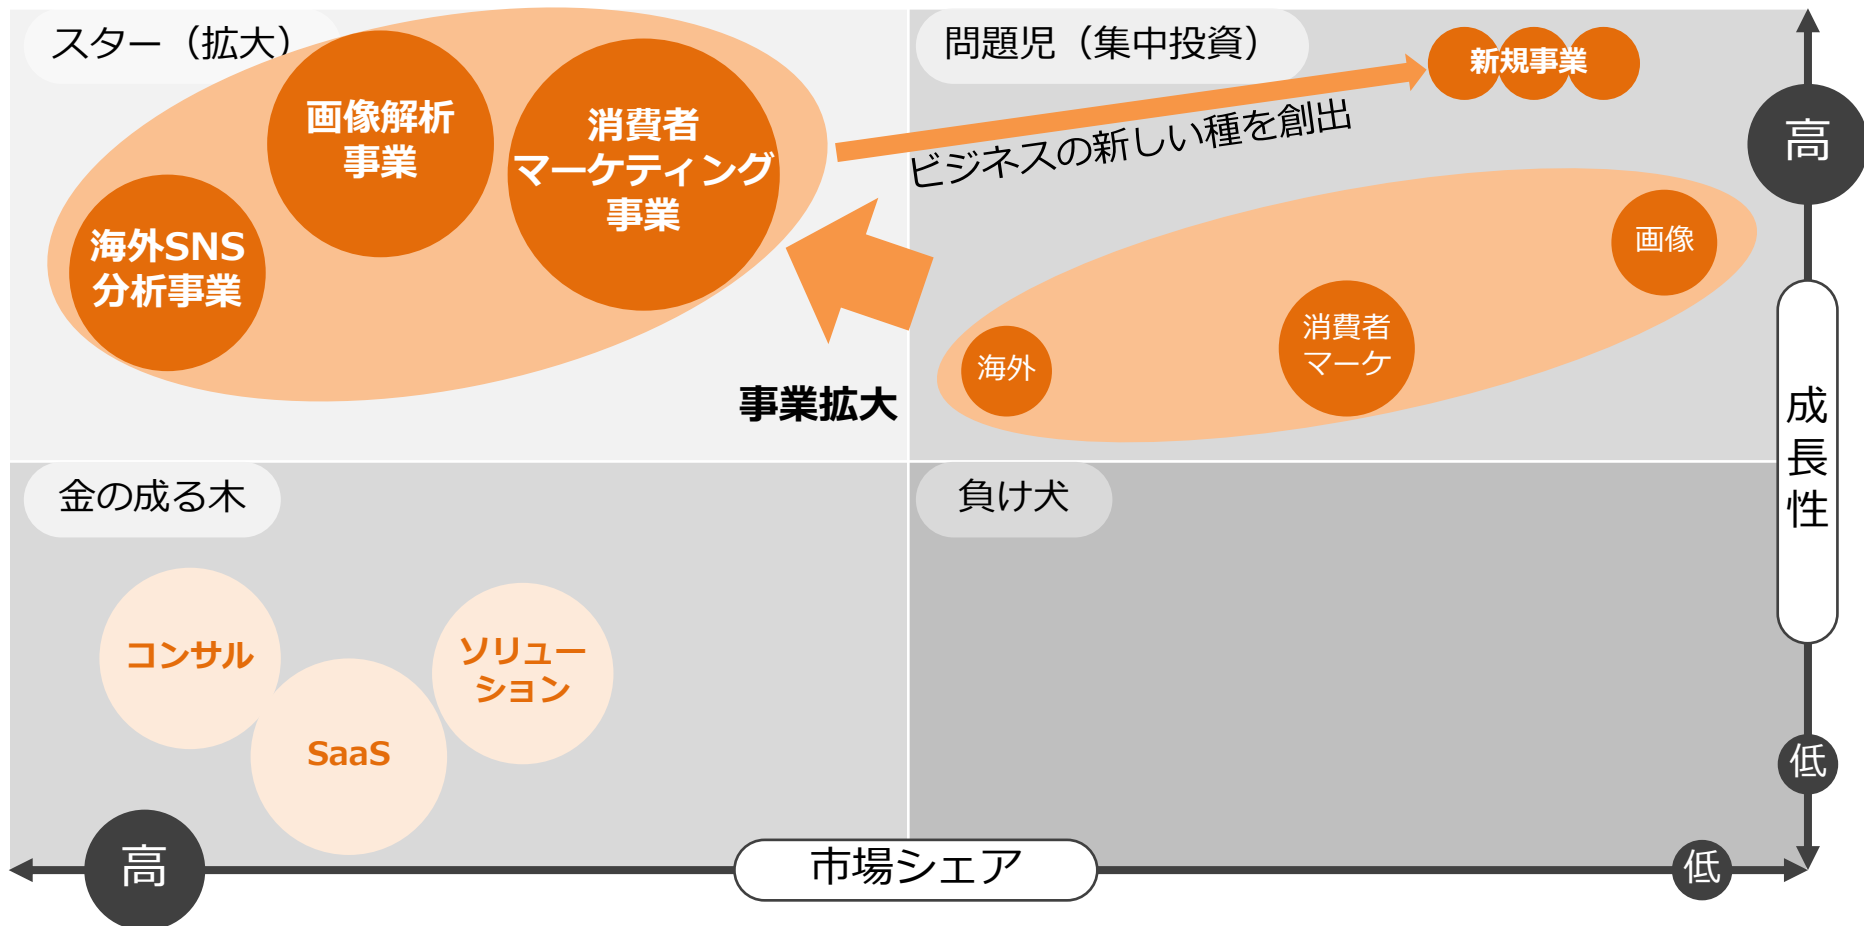 スター（拡大）
画像解析
事業
消費者
マーケティング
事業
海外SNS
分析事業
問題児（集中投資）
新規事業
ビジネスの新しい種を創出
画像
消費者
マーケ
海外
事業拡大
高
成
長
性
低
金の成る木
コンサル
ソリュー
ション
SaaS
負け犬
高
市場シェア
低